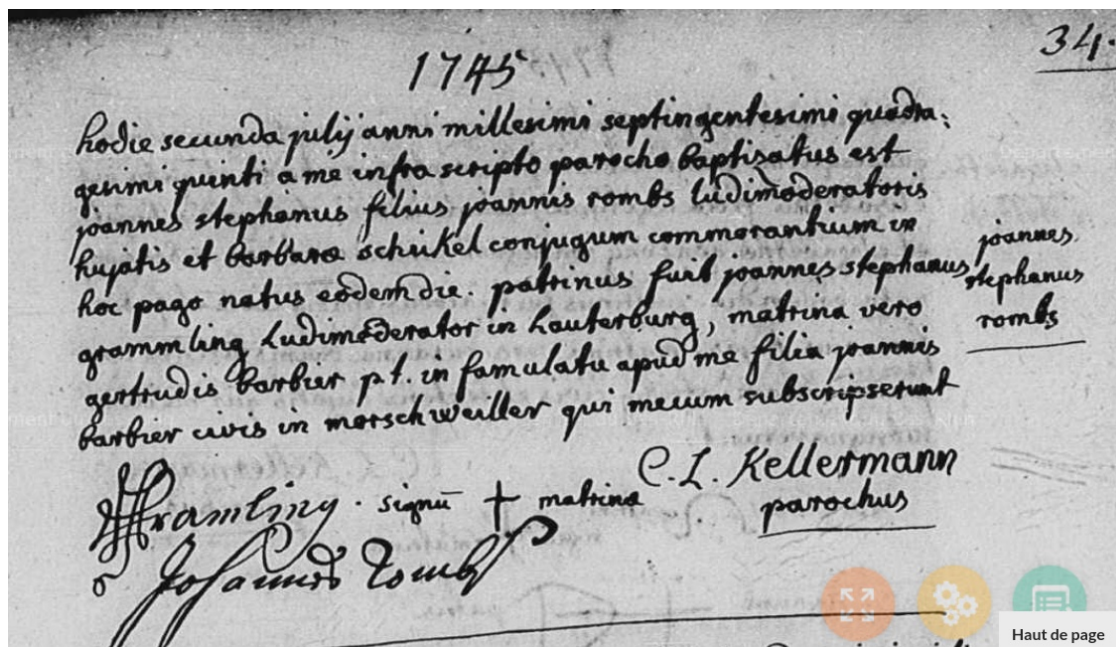 34.
1745
hodie secunda julij anni millesimi septingentesimi quadra:
gesimi quinti a me infra scripto parocho baptisatus est
joannes stephanus filius joannis rombs ludimoderatoris
hujatis et barbara schikel conjugum commorantium in
hoc pago natus eodem die. patrinus fuit joannes stephanus
grammling Ludimoderator in Lauterburg, matrina vero
gertrudis barbier p.t. in famulatu apud me filia joannis
barbier civis in morschweiller qui mecum subscripserunt
joannes
stephanus
rombs
C. L. Kellermann
parochus
Gramling. signū + matrina
Johannes Rombs
Haut de page